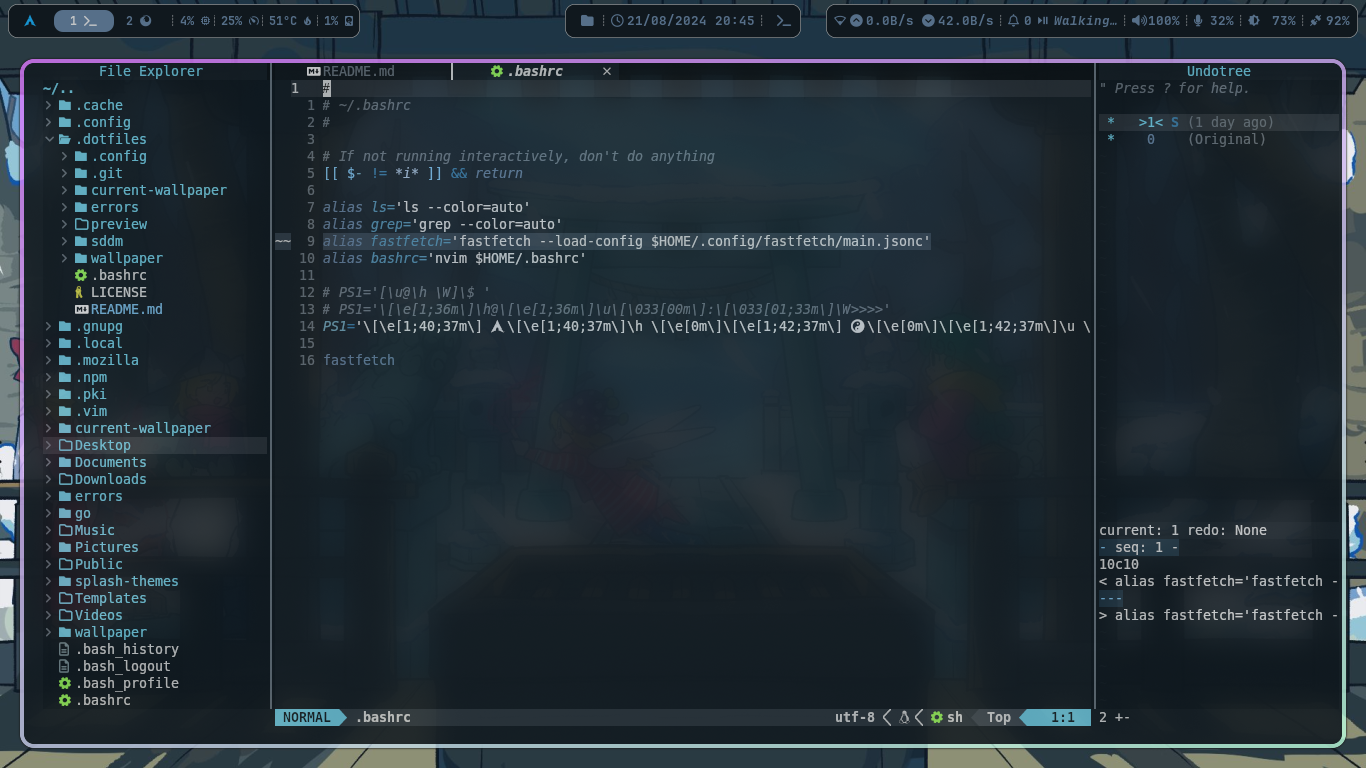 1 2 4% 25% 51°C 1%
21/08/2024 20:45
0.0B/s 42.0B/s 0 Walking… 100% 32% 73% 92%
File Explorer
~/..
.cache
.config
.dotfiles
.config
.git
current-wallpaper
errors
preview
sddm
wallpaper
.bashrc
LICENSE
README.md
.gnupg
.local
.mozilla
.npm
.pki
.vim
current-wallpaper
Desktop
Documents
Downloads
errors
go
Music
Pictures
Public
splash-themes
Templates
Videos
wallpaper
.bash_history
.bash_logout
.bash_profile
.bashrc
README.md .bashrc ×
1 #
1 # ~/.bashrc
2 #
3
4 # If not running interactively, don't do anything
5 [[ $- != *i* ]] && return
6
7 alias ls='ls --color=auto'
8 alias grep='grep --color=auto'
~~ 9 alias fastfetch='fastfetch --load-config $HOME/.config/fastfetch/main.jsonc'
10 alias bashrc='nvim $HOME/.bashrc'
11
12 # PS1='[\u@\h \W]\$ '
13 # PS1='\[\e[1;36m\]\h@\[\e[1;36m\]\u\[\033[00m\]:\[\033[01;33m\]\W>>>>'
14 PS1='\[\e[1;40;37m\] \[\e[1;40;37m\]\h \[\e[0m\]\[\e[1;42;37m\] \[\e[0m\]\[\e[1;42;37m\]\u \
15
16 fastfetch
NORMAL .bashrc utf-8 sh Top 1:1
Undotree
" Press ? for help.
* >1< S (1 day ago)
* 0 (Original)
current: 1 redo: None
- seq: 1 -
10c10
< alias fastfetch='fastfetch -
---
> alias fastfetch='fastfetch -
2 +-